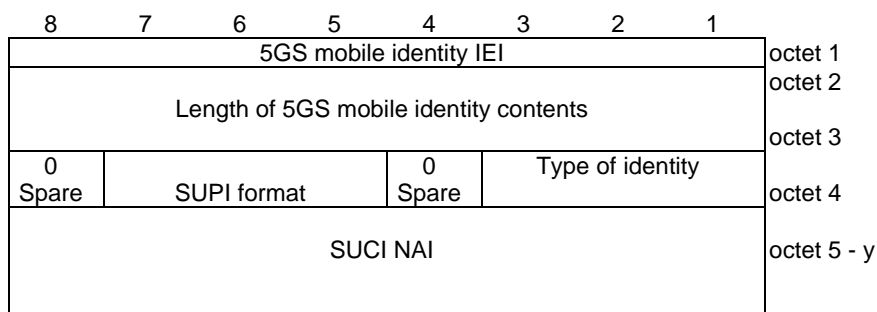 8 7 6 5 4 3 2 1
5GS mobile identity IEI octet 1
octet 2
Length of 5GS mobile identity contents
octet 3
0 0 Type of identity
Spare SUPI format Spare octet 4
SUCI NAI octet 5 - y